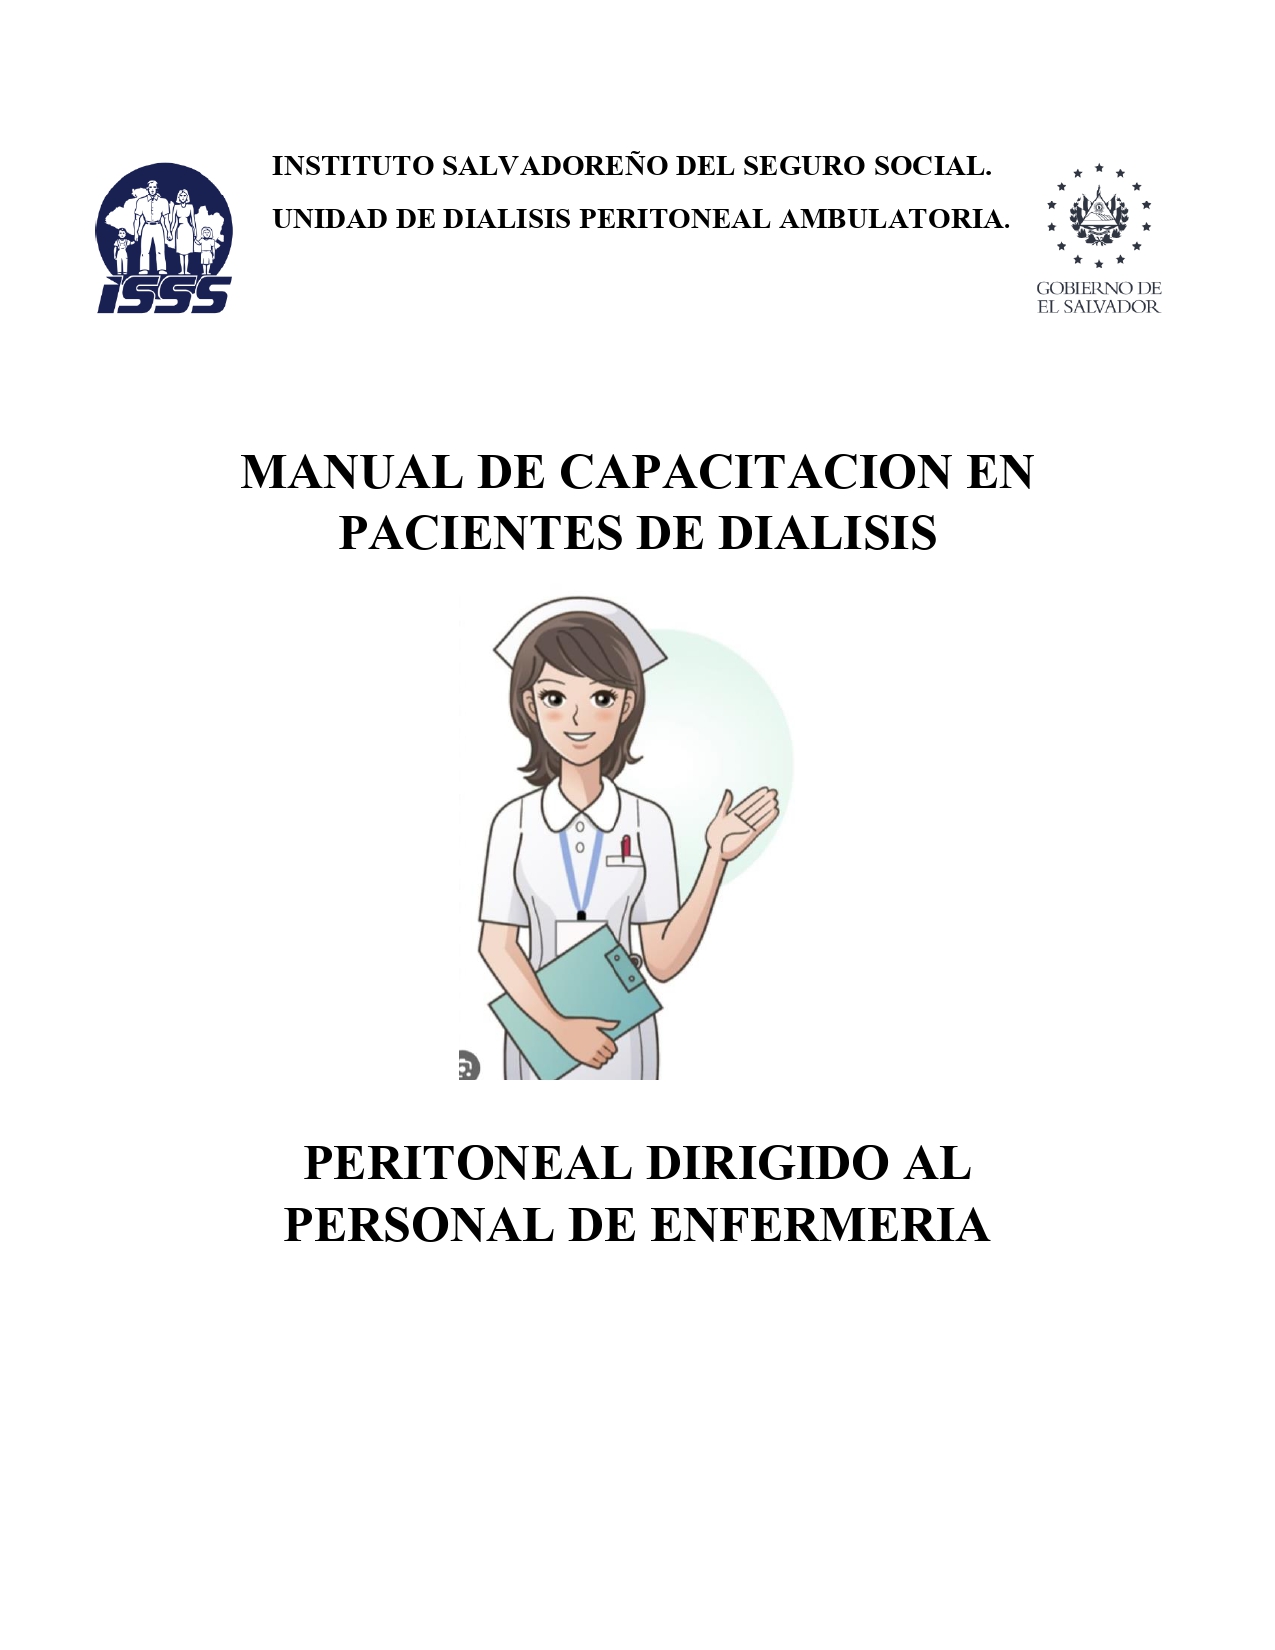 INSTITUTO SALVADOREÑO DEL SEGURO SOCIAL.
UNIDAD DE DIALISIS PERITONEAL AMBULATORIA.
ISSS
GOBIERNO DE
EL SALVADOR
MANUAL DE CAPACITACION EN
PACIENTES DE DIALISIS
PERITONEAL DIRIGIDO AL
PERSONAL DE ENFERMERIA